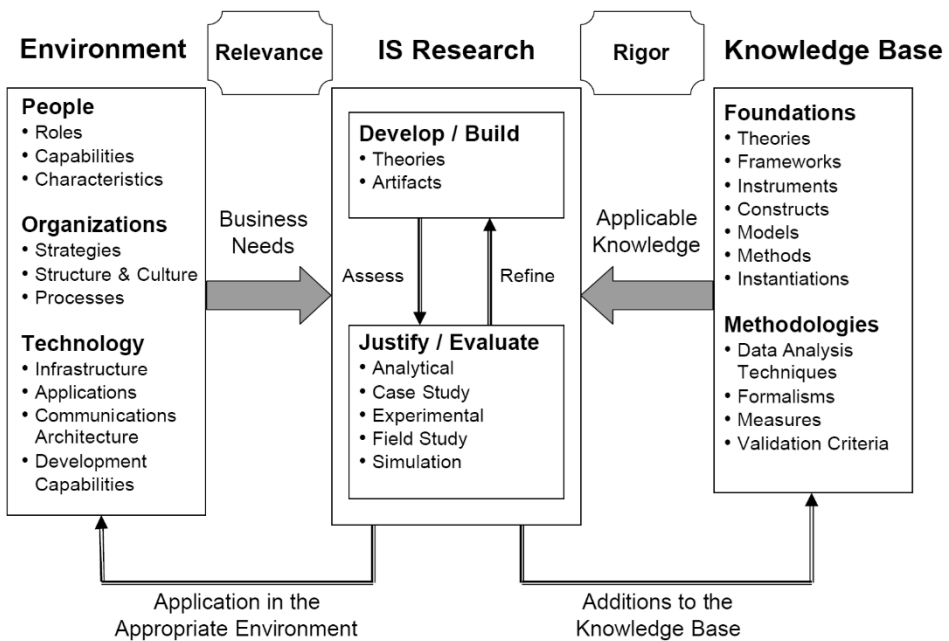 Environment
Relevance
IS Research
Rigor
Knowledge Base
People
• Roles
• Capabilities
• Characteristics
Organizations
• Strategies
• Structure & Culture
• Processes
Technology
• Infrastructure
• Applications
• Communications
Architecture
• Development
Capabilities
Business
Needs
Develop / Build
• Theories
• Artifacts
Assess
Refine
Justify / Evaluate
• Analytical
• Case Study
• Experimental
• Field Study
• Simulation
Applicable
Knowledge
Foundations
• Theories
• Frameworks
• Instruments
• Constructs
• Models
• Methods
• Instantiations
Methodologies
• Data Analysis
Techniques
• Formalisms
• Measures
• Validation Criteria
Application in the
Appropriate Environment
Additions to the
Knowledge Base